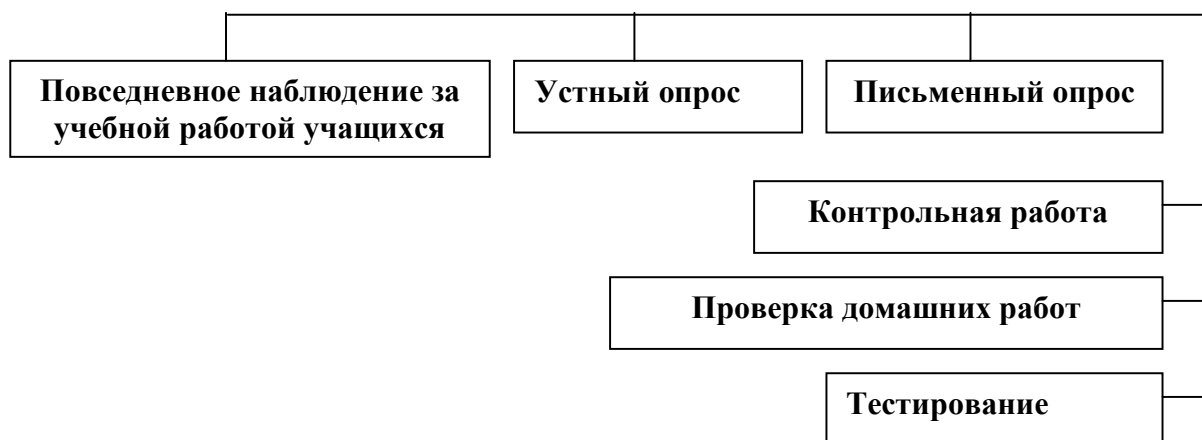 Повседневное наблюдение за
учебной работой учащихся
Устный опрос
Письменный опрос
Контрольная работа
Проверка домашних работ
Тестирование